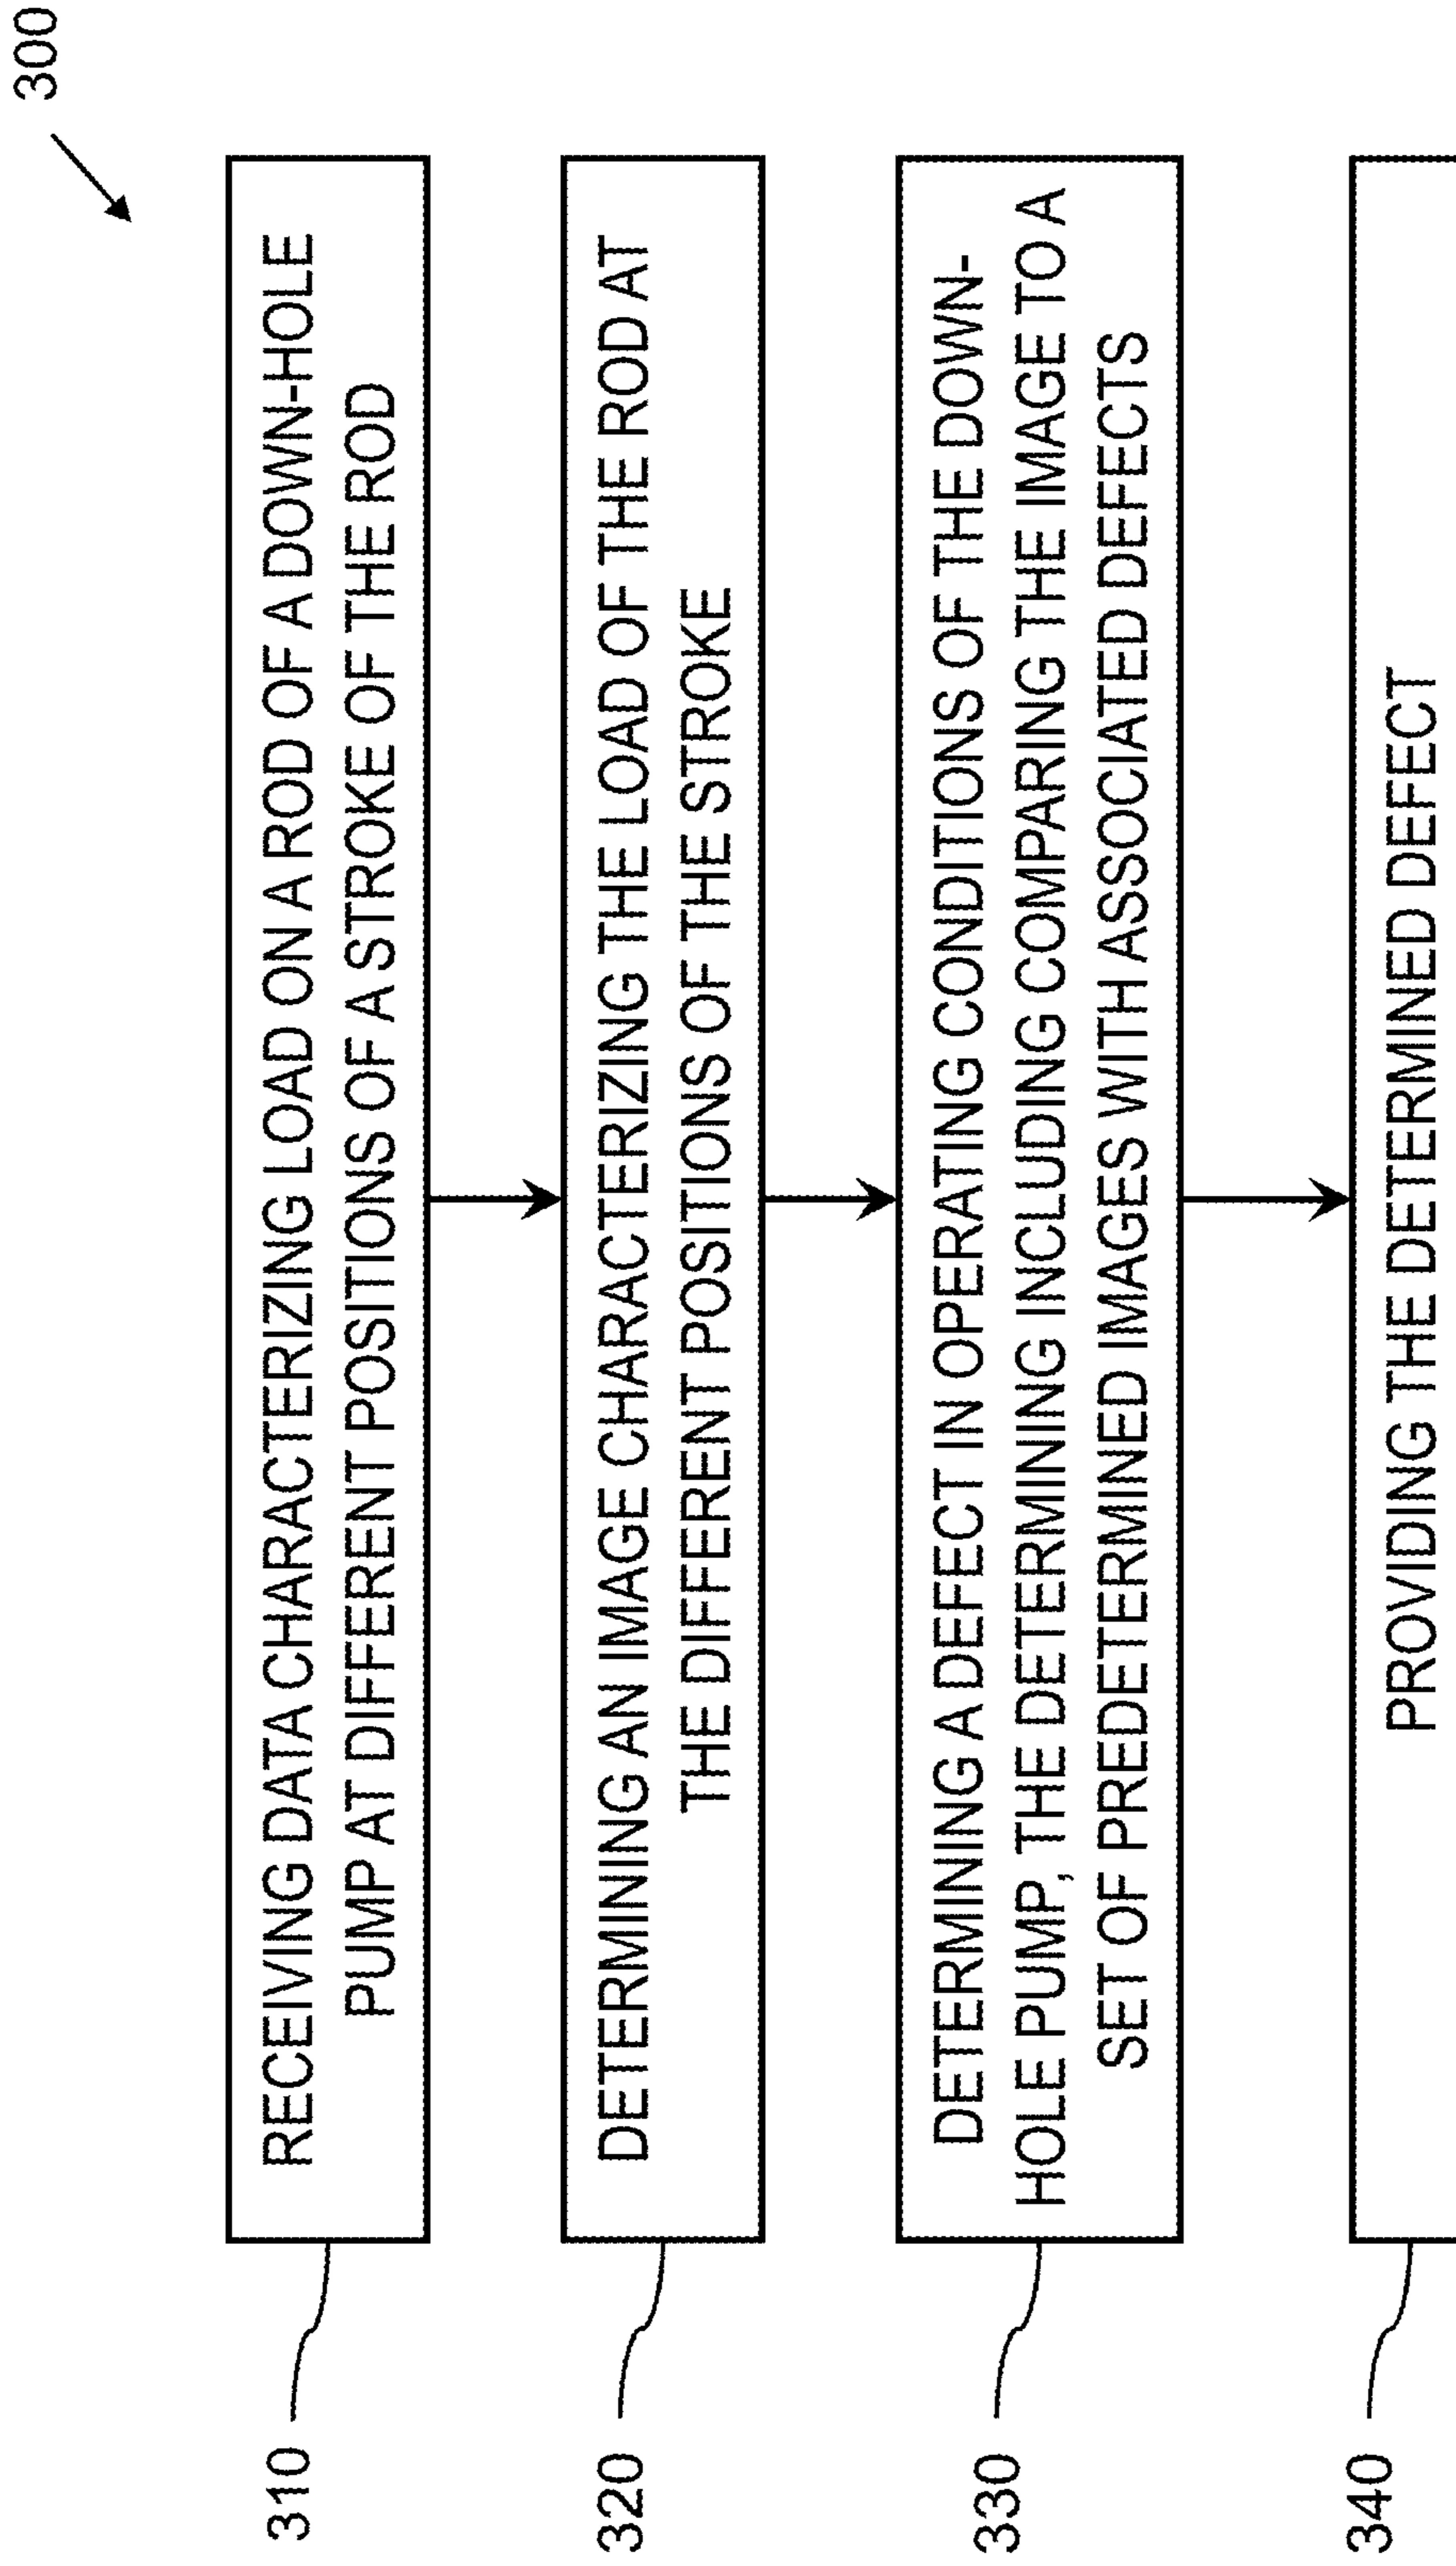 300
310
RECEIVING DATA CHARACTERIZING LOAD ON A ROD OF A DOWN-HOLE
PUMP AT DIFFERENT POSITIONS OF A STROKE OF THE ROD
320
DETERMINING AN IMAGE CHARACTERIZING THE LOAD OF THE ROD AT
THE DIFFERENT POSITIONS OF THE STROKE
330
DETERMINING A DEFECT IN OPERATING CONDITIONS OF THE DOWN-
HOLE PUMP, THE DETERMINING INCLUDING COMPARING THE IMAGE TO A
SET OF PREDETERMINED IMAGES WITH ASSOCIATED DEFECTS
340
PROVIDING THE DETERMINED DEFECT